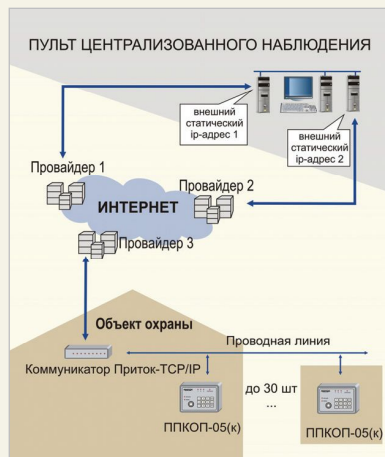 ПУЛЬТ ЦЕНТРАЛИЗОВАННОГО НАБЛЮДЕНИЯ
внешний
статический
ip-адрес 1
внешний
статический
ip-адрес 2
Провайдер 1
Провайдер 2
ИНТЕРНЕТ
Провайдер 3
Объект охраны
Проводная линия
Коммуникатор Приток-TCP/IP
до 30 шт
...
ППКОП-05(к)
ППКОП-05(к)